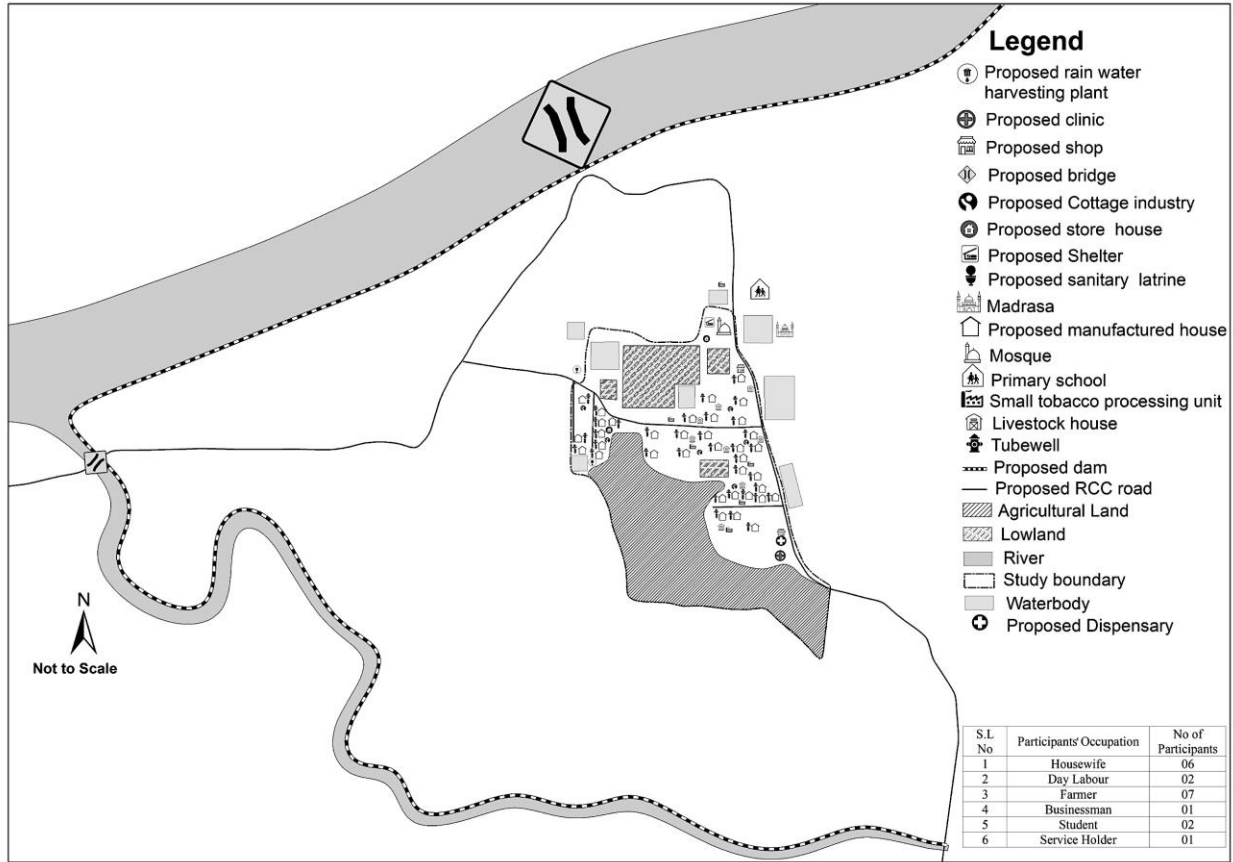 Legend
Proposed rain water
harvesting plant
Proposed clinic
Proposed shop
Proposed bridge
Proposed Cottage industry
Proposed store house
Proposed Shelter
Proposed sanitary latrine
Madrasa
Proposed manufactured house
Mosque
Primary school
Small tobacco processing unit
Livestock house
Tubewell
Proposed dam
Proposed RCC road
Agricultural Land
Lowland
River
Study boundary
Waterbody
Proposed Dispensary
N
Not to Scale
S.L No Participants' Occupation No of Participants
1 Housewife 06
2 Day Labour 02
3 Farmer 07
4 Businessman 01
5 Student 02
6 Service Holder 01